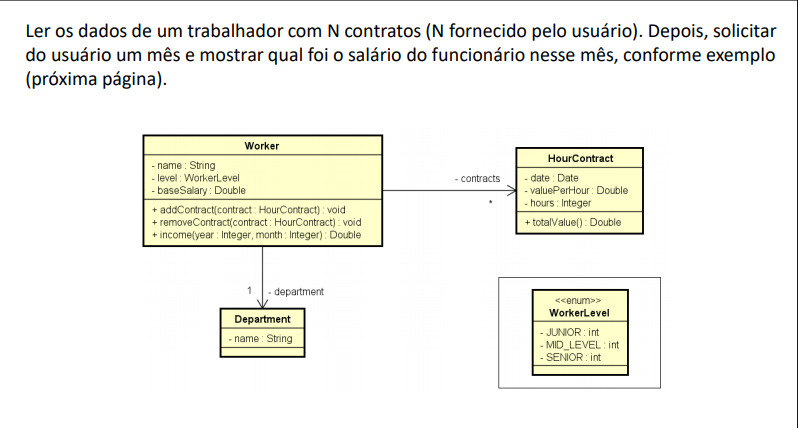 Ler os dados de um trabalhador com N contratos (N fornecido pelo usuário). Depois, solicitar
do usuário um mês e mostrar qual foi o salário do funcionário nesse mês, conforme exemplo
(próxima página).
Worker
- name : String
- level : WorkerLevel
- baseSalary : Double
+ addContract(contract : HourContract) : void
+ removeContract(contract : HourContract) : void
+ income(year : Integer, month : Integer) : Double
- contracts
*
HourContract
- date : Date
- valuePerHour : Double
- hours : Integer
+ totalValue() : Double
1 - department
Department
- name : String
<<enum>>
WorkerLevel
- JUNIOR : int
- MID_LEVEL : int
- SENIOR : int